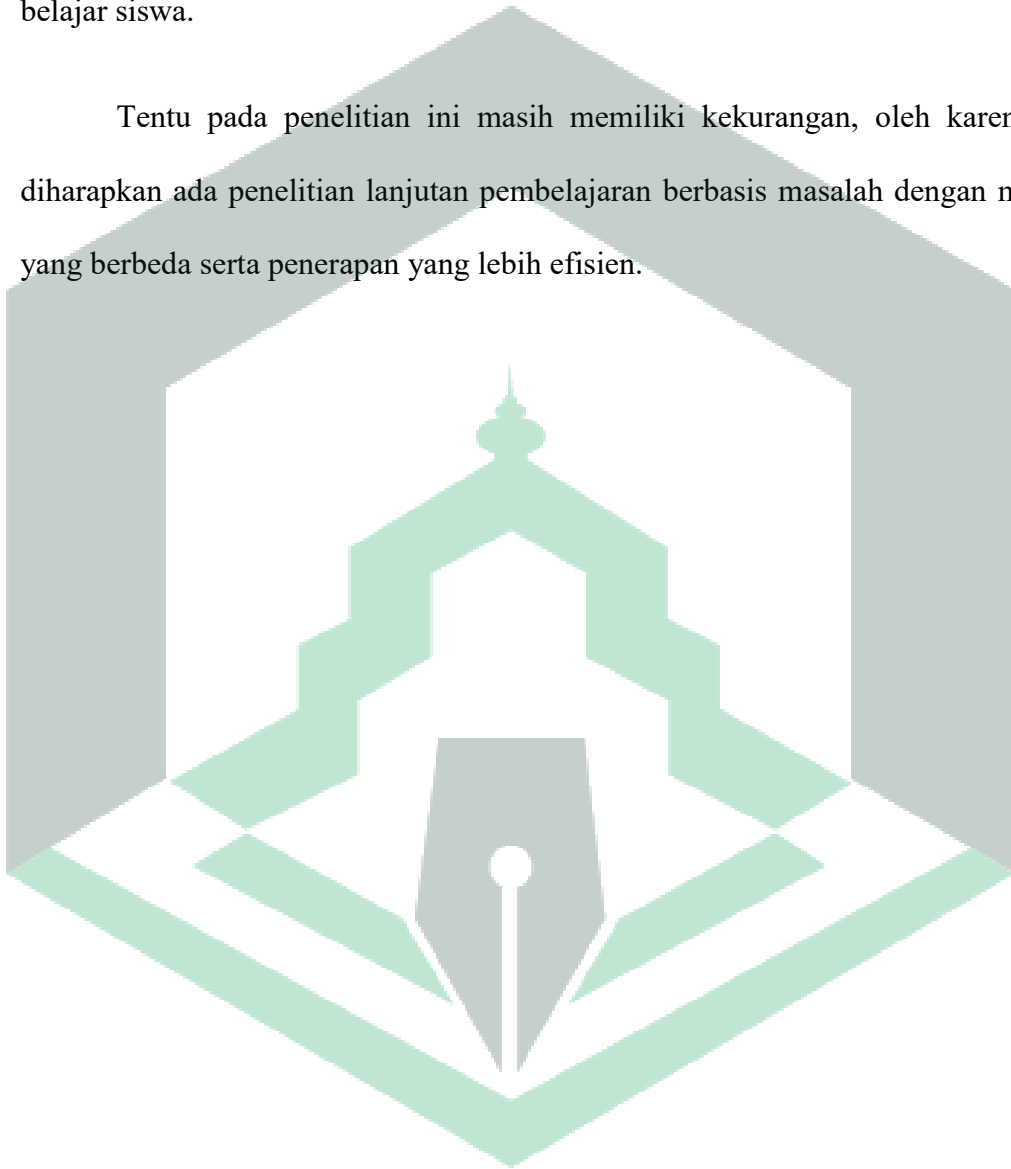 belajar siswa.
Tentu pada penelitian ini masih memiliki kekurangan, oleh karen
diharapkan ada penelitian lanjutan pembelajaran berbasis masalah dengan
yang berbeda serta penerapan yang lebih efisien.